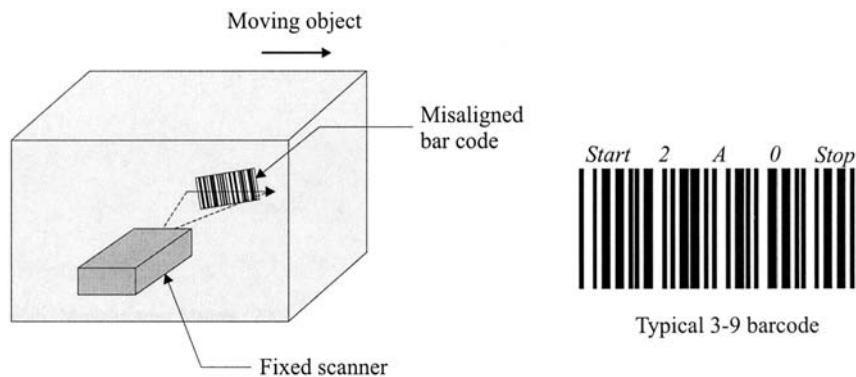 Moving object
Misaligned
bar code
Start 2 A 0 Stop
Typical 3-9 barcode
Fixed scanner